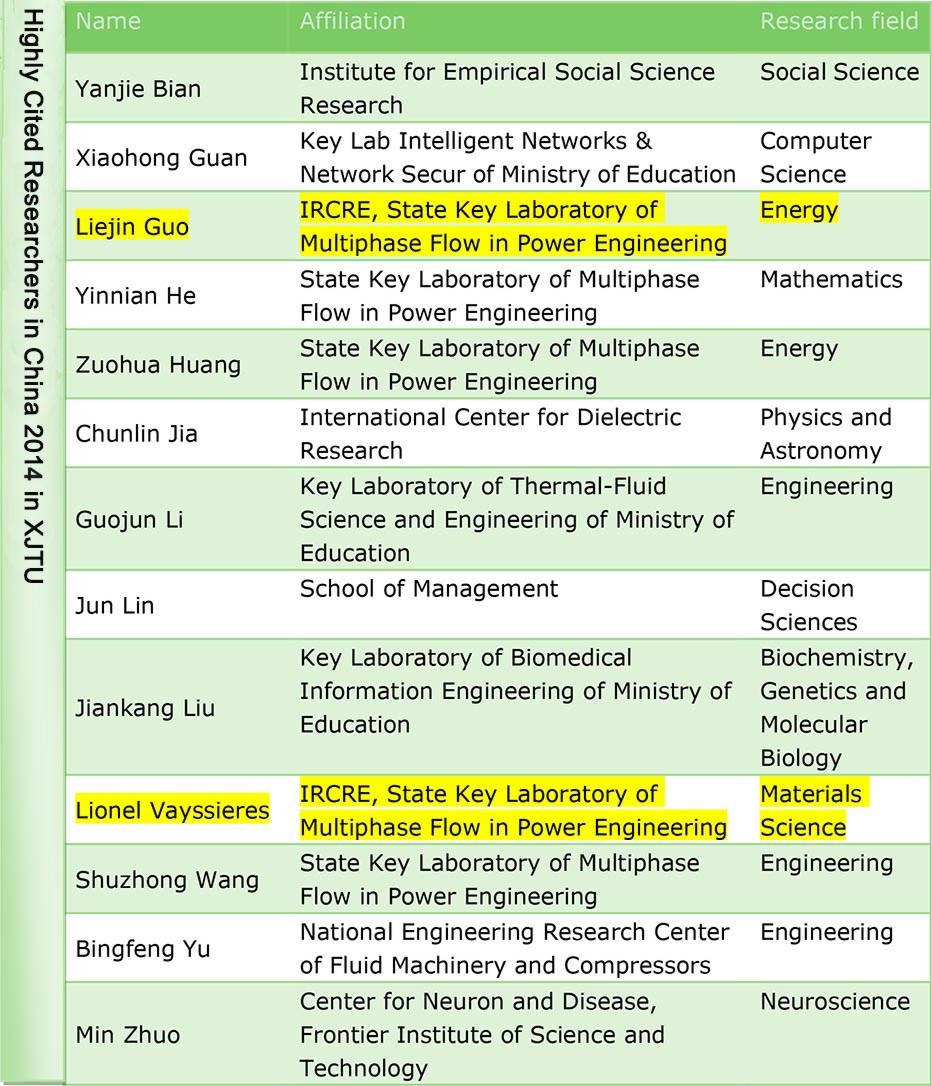 Highly Cited Researchers in China 2014 in XJTU
Name Affiliation Research field
Yanjie Bian
Institute for Empirical Social Science
Research
Social Science
Xiaohong Guan
Key Lab Intelligent Networks &
Network Secur of Ministry of Education
Computer
Science
Liejin Guo
IRCRE, State Key Laboratory of
Multiphase Flow in Power Engineering
Energy
Yinnian He
State Key Laboratory of Multiphase
Flow in Power Engineering
Mathematics
Zuohua Huang
State Key Laboratory of Multiphase
Flow in Power Engineering
Energy
Chunlin Jia
International Center for Dielectric
Research
Physics and
Astronomy
Guojun Li
Key Laboratory of Thermal-Fluid
Science and Engineering of Ministry of
Education
Engineering
Jun Lin
School of Management
Decision
Sciences
Jiankang Liu
Key Laboratory of Biomedical
Information Engineering of Ministry of
Education
Biochemistry,
Genetics and
Molecular
Biology
Lionel Vayssieres
IRCRE, State Key Laboratory of
Multiphase Flow in Power Engineering
Materials
Science
Shuzhong Wang
State Key Laboratory of Multiphase
Flow in Power Engineering
Engineering
Bingfeng Yu
National Engineering Research Center
of Fluid Machinery and Compressors
Engineering
Min Zhuo
Center for Neuron and Disease,
Frontier Institute of Science and
Technology
Neuroscience